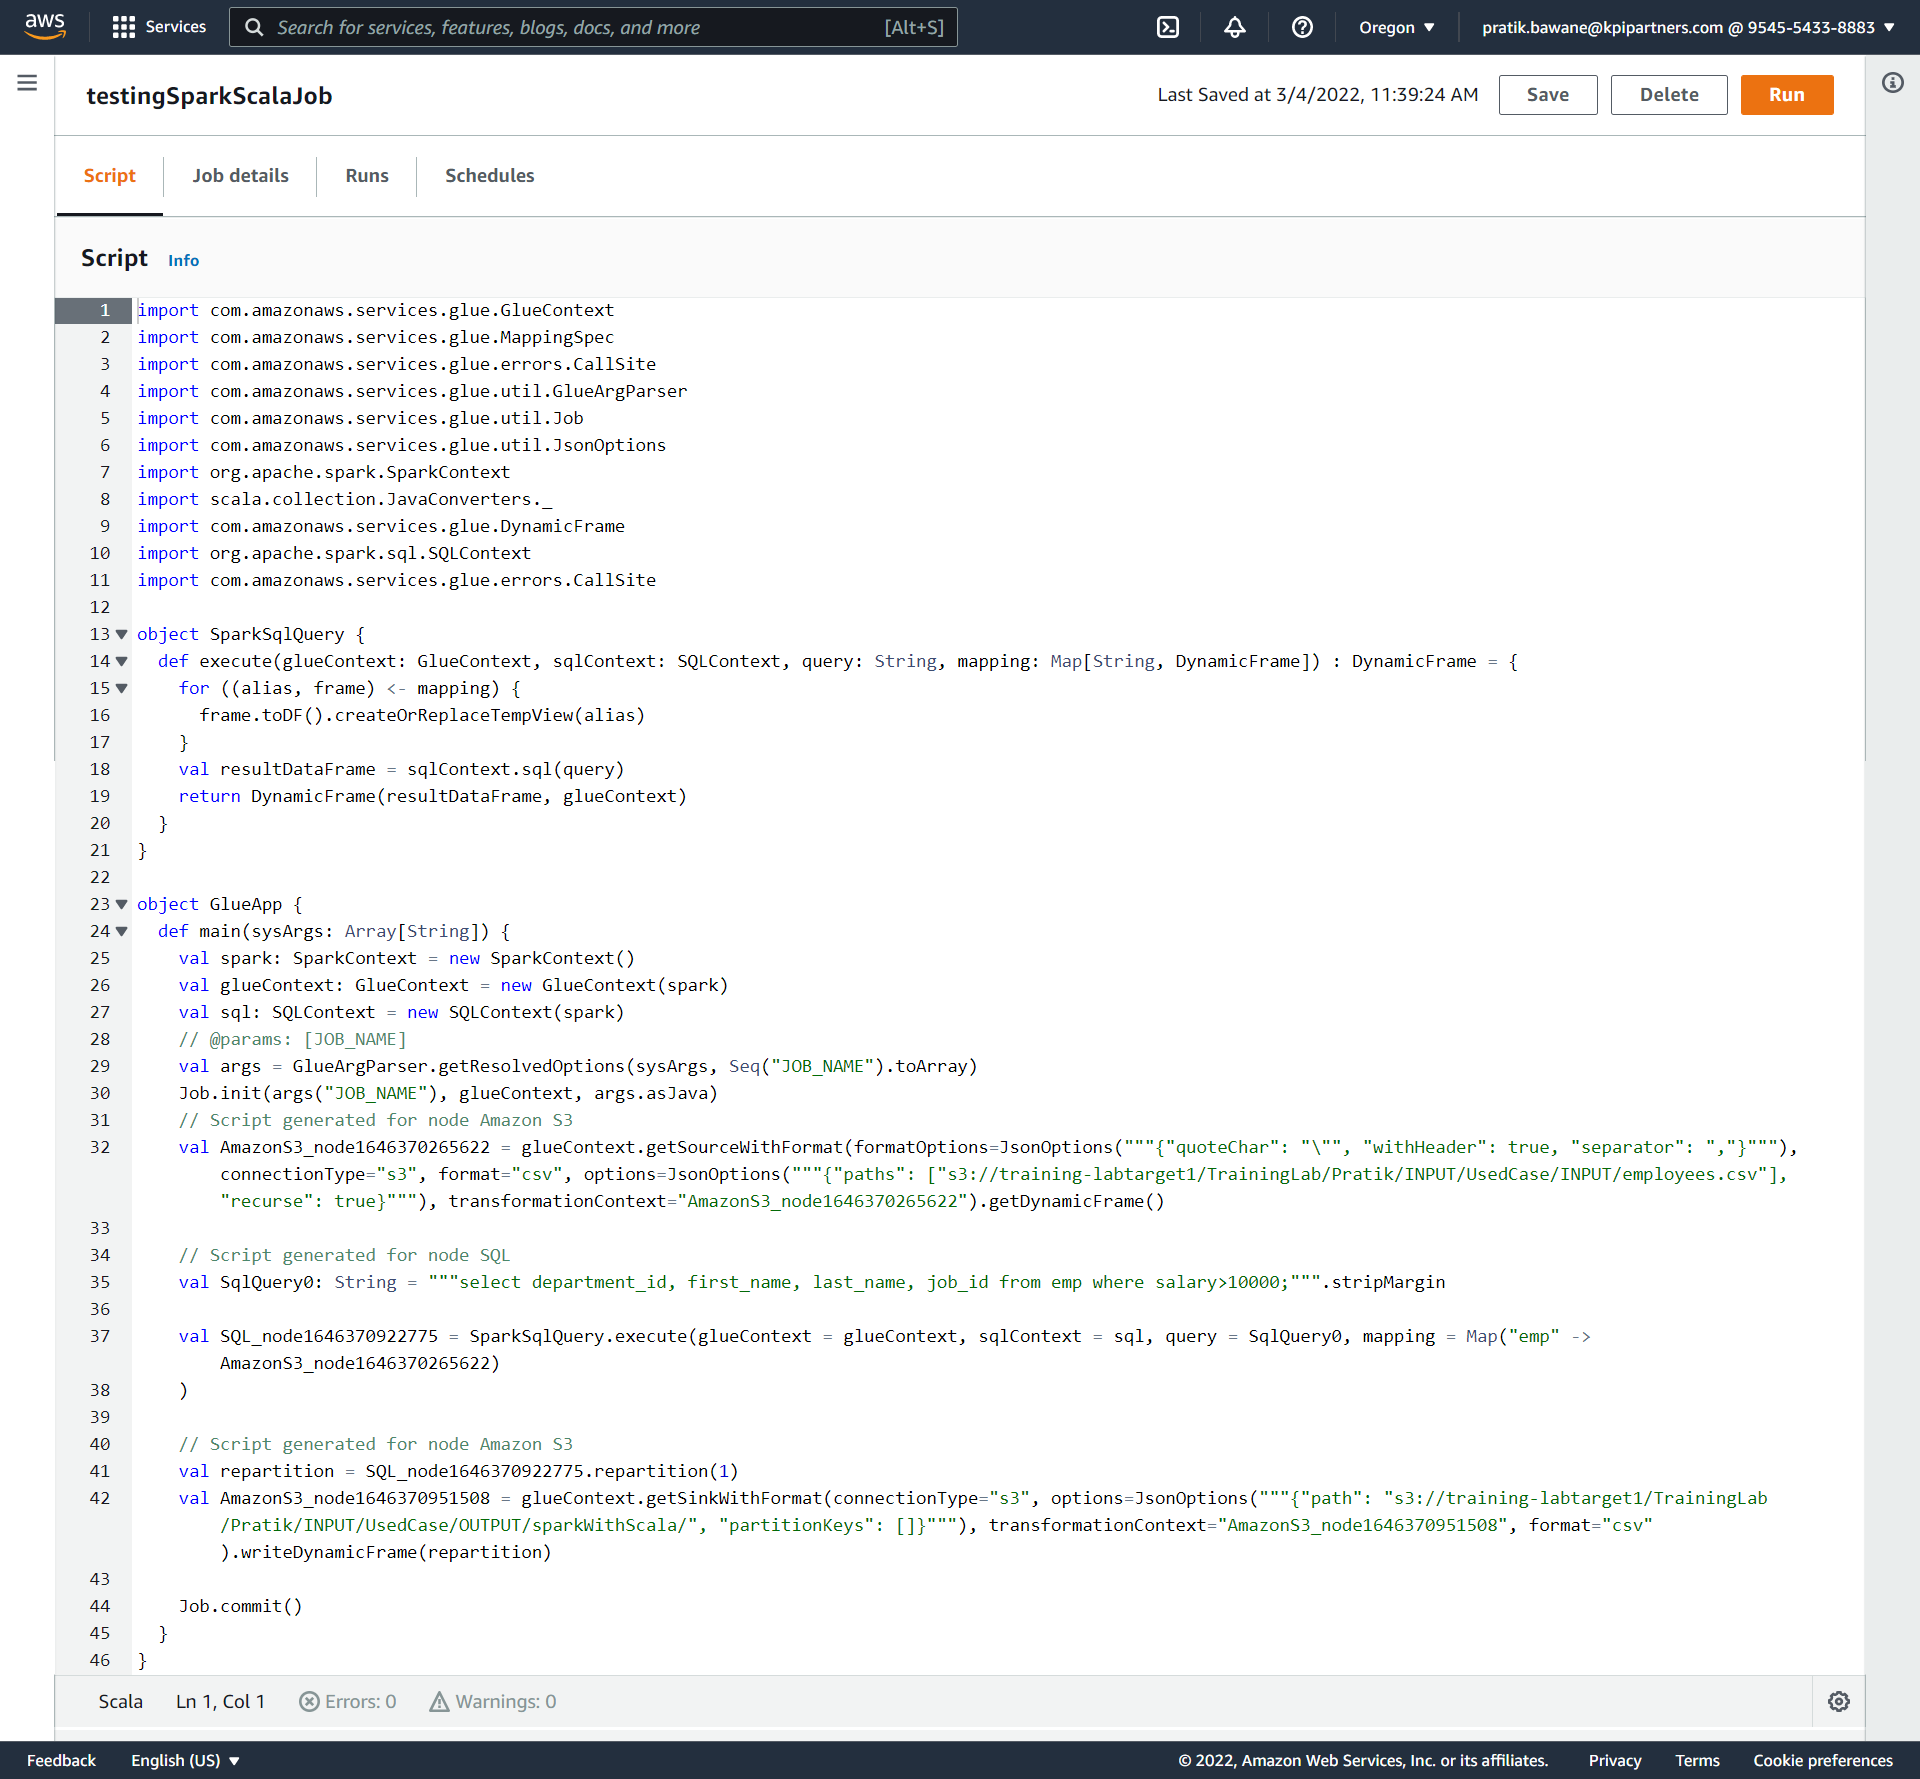 aws
Services
Search for services, features, blogs, docs, and more
[Alt+S]
Oregon ▼
pratik.bawane@kpipartners.com @ 9545-5433-8883 ▼
testingSparkScalaJob
Last Saved at 3/4/2022, 11:39:24 AM
Save
Delete
Run
Script
Job details
Runs
Schedules
Script Info
1 import com.amazonaws.services.glue.GlueContext
2 import com.amazonaws.services.glue.MappingSpec
3 import com.amazonaws.services.glue.errors.CallSite
4 import com.amazonaws.services.glue.util.GlueArgParser
5 import com.amazonaws.services.glue.util.Job
6 import com.amazonaws.services.glue.util.JsonOptions
7 import org.apache.spark.SparkContext
8 import scala.collection.JavaConverters._
9 import com.amazonaws.services.glue.DynamicFrame
10 import org.apache.spark.sql.SQLContext
11 import com.amazonaws.services.glue.errors.CallSite
12
13 object SparkSqlQuery {
14 def execute(glueContext: GlueContext, sqlContext: SQLContext, query: String, mapping: Map[String, DynamicFrame]) : DynamicFrame = {
15 for ((alias, frame) <- mapping) {
16 frame.toDF().createOrReplaceTempView(alias)
17 }
18 val resultDataFrame = sqlContext.sql(query)
19 return DynamicFrame(resultDataFrame, glueContext)
20 }
21 }
22
23 object GlueApp {
24 def main(sysArgs: Array[String]) {
25 val spark: SparkContext = new SparkContext()
26 val glueContext: GlueContext = new GlueContext(spark)
27 val sql: SQLContext = new SQLContext(spark)
28 // @params: [JOB_NAME]
29 val args = GlueArgParser.getResolvedOptions(sysArgs, Seq("JOB_NAME").toArray)
30 Job.init(args("JOB_NAME"), glueContext, args.asJava)
31 // Script generated for node Amazon S3
32 val AmazonS3_node1646370265622 = glueContext.getSourceWithFormat(formatOptions=JsonOptions("""{"quoteChar": "\"", "withHeader": true, "separator": ","}"""),
connectionType="s3", format="csv", options=JsonOptions("""{"paths": ["s3://training-labtarget1/TrainingLab/Pratik/INPUT/UsedCase/INPUT/employees.csv"],
"recurse": true}"""), transformationContext="AmazonS3_node1646370265622").getDynamicFrame()
33
34 // Script generated for node SQL
35 val SqlQuery0: String = """select department_id, first_name, last_name, job_id from emp where salary>10000;""".stripMargin
36
37 val SQL_node1646370922775 = SparkSqlQuery.execute(glueContext = glueContext, sqlContext = sql, query = SqlQuery0, mapping = Map("emp" ->
AmazonS3_node1646370265622)
38 )
39
40 // Script generated for node Amazon S3
41 val repartition = SQL_node1646370922775.repartition(1)
42 val AmazonS3_node1646370951508 = glueContext.getSinkWithFormat(connectionType="s3", options=JsonOptions("""{"path": "s3://training-labtarget1/TrainingLab
/Pratik/INPUT/UsedCase/OUTPUT/sparkWithScala/", "partitionKeys": []}"""), transformationContext="AmazonS3_node1646370951508", format="csv"
).writeDynamicFrame(repartition)
43
44 Job.commit()
45 }
46 }
Scala
Ln 1, Col 1
Errors: 0
Warnings: 0
Feedback
English (US) ▼
© 2022, Amazon Web Services, Inc. or its affiliates.
Privacy
Terms
Cookie preferences